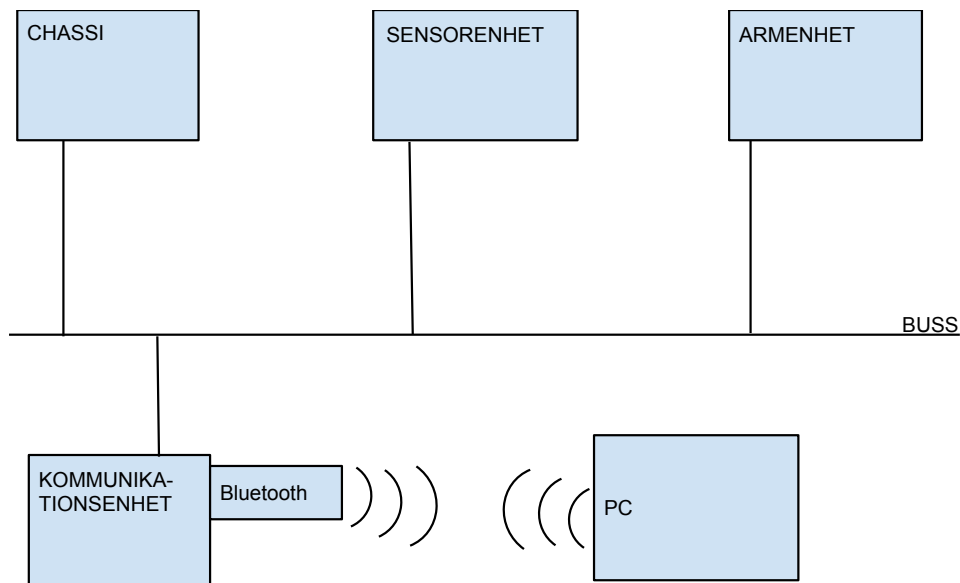 CHASSI
SENSORENHET
ARMENHET
BUSS
KOMMUNIKA-
TIONSENHET
Bluetooth
PC